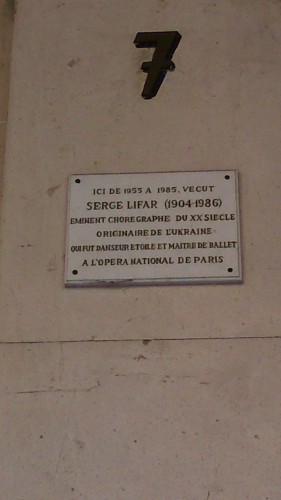 7
ICI DE 1955 A 1985, VECUT
SERGE LIFAR (1904-1986)
EMINENT CHOREGRAPHE DU XX SIECLE
ORIGINAIRE DE L'UKRAINE
QUI FUT DANSEUR ETOILE ET MAITRE DE BALLET
A L'OPERA NATIONAL DE PARIS